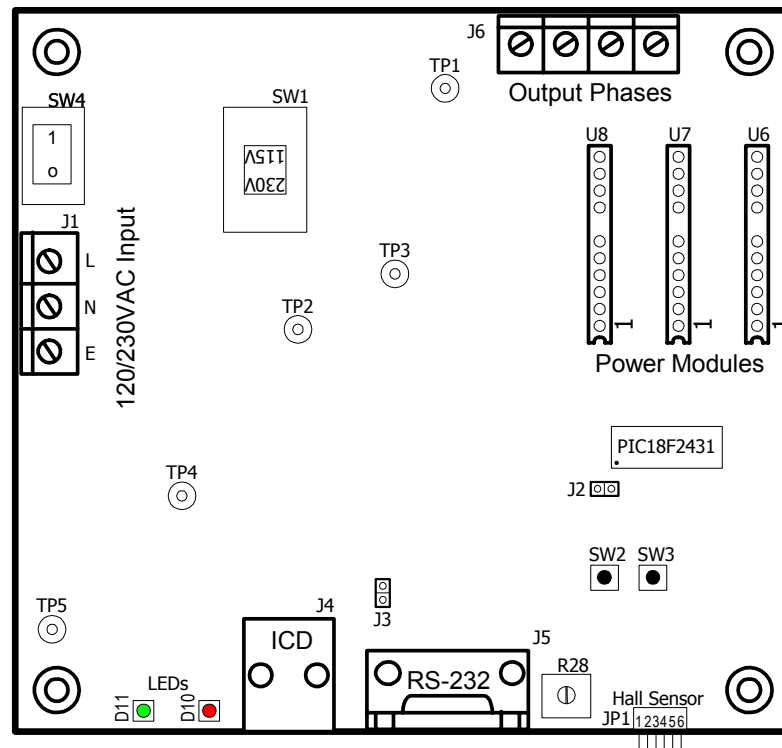 J6
TP1
Output Phases
SW4
1
o
SW1
115V
230V
U8 U7 U6
J1
L
N
E
120/230VAC Input
TP3
TP2
1 1 1
Power Modules
PIC18F2431
TP4
J2
SW2 SW3
TP5
J3
J4
ICD
J5
RS-232
R28
LEDs
D11
D10
Hall Sensor
JP1 123456